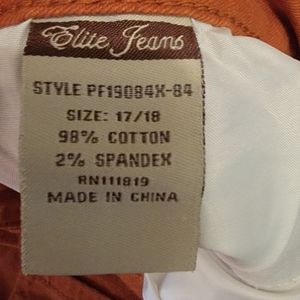 Elite Jeans
STYLE PF19084X-84
SIZE: 17/18
98% COTTON
2% SPANDEX
RN111819
MADE IN CHINA